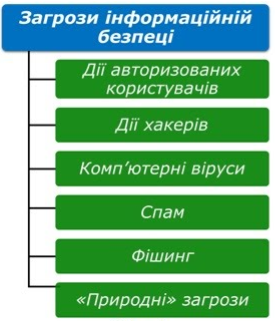 Загрози інформаційній
безпеці
Дії авторизованих
користувачів
Дії хакерів
Комп’ютерні віруси
Спам
Фішинг
«Природні» загрози